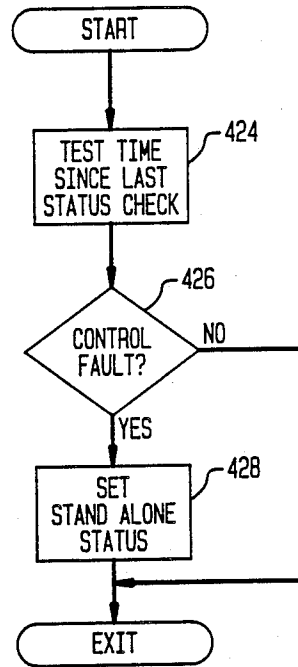 START
424
TEST TIME
SINCE LAST
STATUS CHECK
426
CONTROL
FAULT?
NO
YES
428
SET
STAND ALONE
STATUS
EXIT